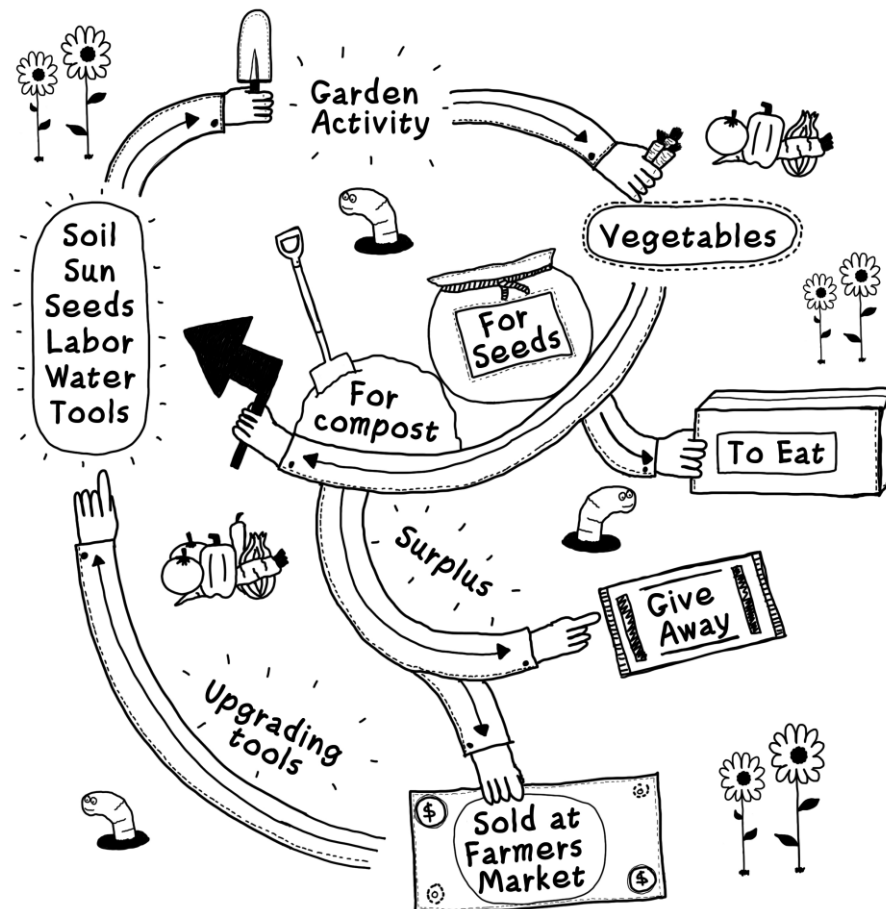 Garden
Activity
Soil
Sun
Seeds
Labor
Water
Tools
Vegetables
For
Seeds
For
compost
To Eat
Surplus
Give
Away
Upgrading
tools
$
Sold at
Farmers
Market
$